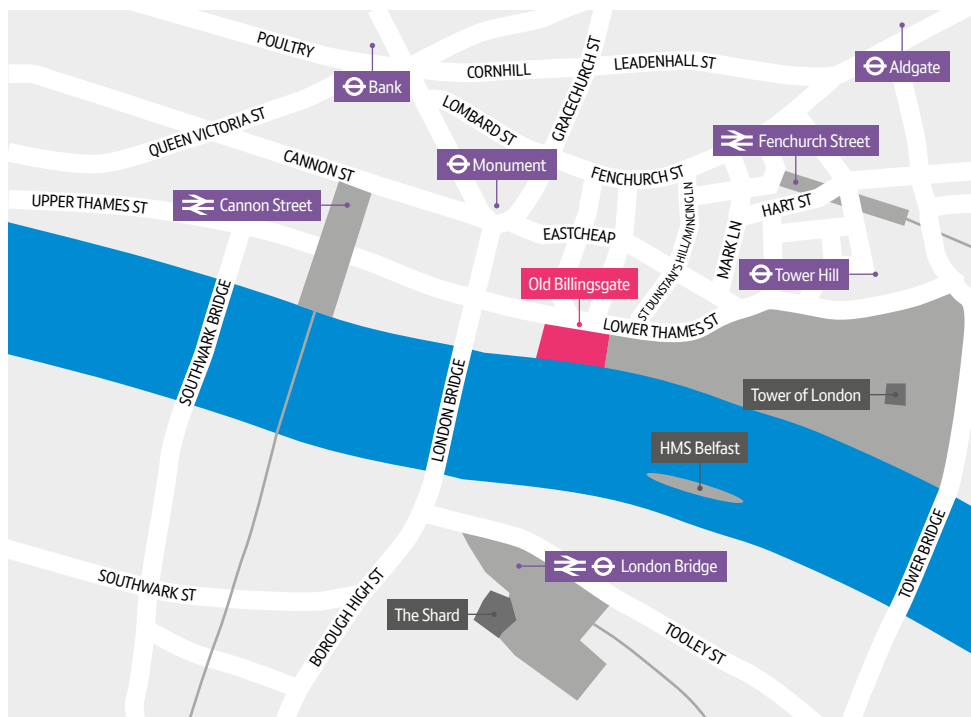 POULTRY
Bank
CORNHILL
GRACECHURCH ST
LEADENHALL ST
Aldgate
QUEEN VICTORIA ST
LOMBARD ST
CANNON ST
Monument
FENCHURCH ST
Fenchurch Street
UPPER THAMES ST
Cannon Street
EASTCHEAP
ST DUNSTAN'S HILL/MINCING LN
MARK LN
HART ST
Tower Hill
Old Billingsgate
LOWER THAMES ST
SOUTHWARK BRIDGE
LONDON BRIDGE
Tower of London
HMS Belfast
TOWER BRIDGE
SOUTHWARK ST
BOROUGH HIGH ST
London Bridge
The Shard
TOOLEY ST